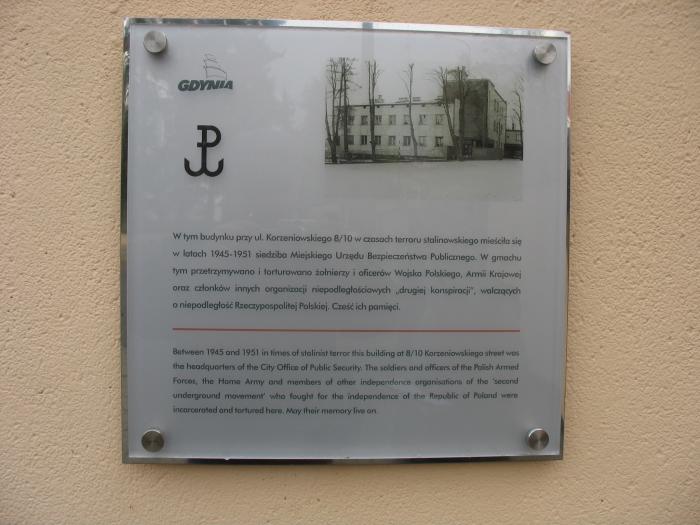 GDYNIA
W tym budynku przy ul. Korzeniowskiego 8/10 w czasach terroru stalinowskiego mieściła się
w latach 1945-1951 siedziba Miejskiego Urzędu Bezpieczeństwa Publicznego. W gmachu
tym przetrzymywano i torturowano żołnierzy i oficerów Wojska Polskiego, Armii Krajowej
oraz członków innych organizacji niepodległościowych „drugiej konspiracji”, walczących
o niepodległość Rzeczypospolitej Polskiej. Cześć ich pamięci.
Between 1945 and 1951 in times of stalinist terror this building at 8/10 Korzeniowskiego street was
the headquarters of the City Office of Public Security. The soldiers and officers of the Polish Armed
Forces, the Home Army and members of other independence organisations of the 'second
underground movement' who fought for the independence of the Republic of Poland were
incarcerated and tortured here. May their memory live on.